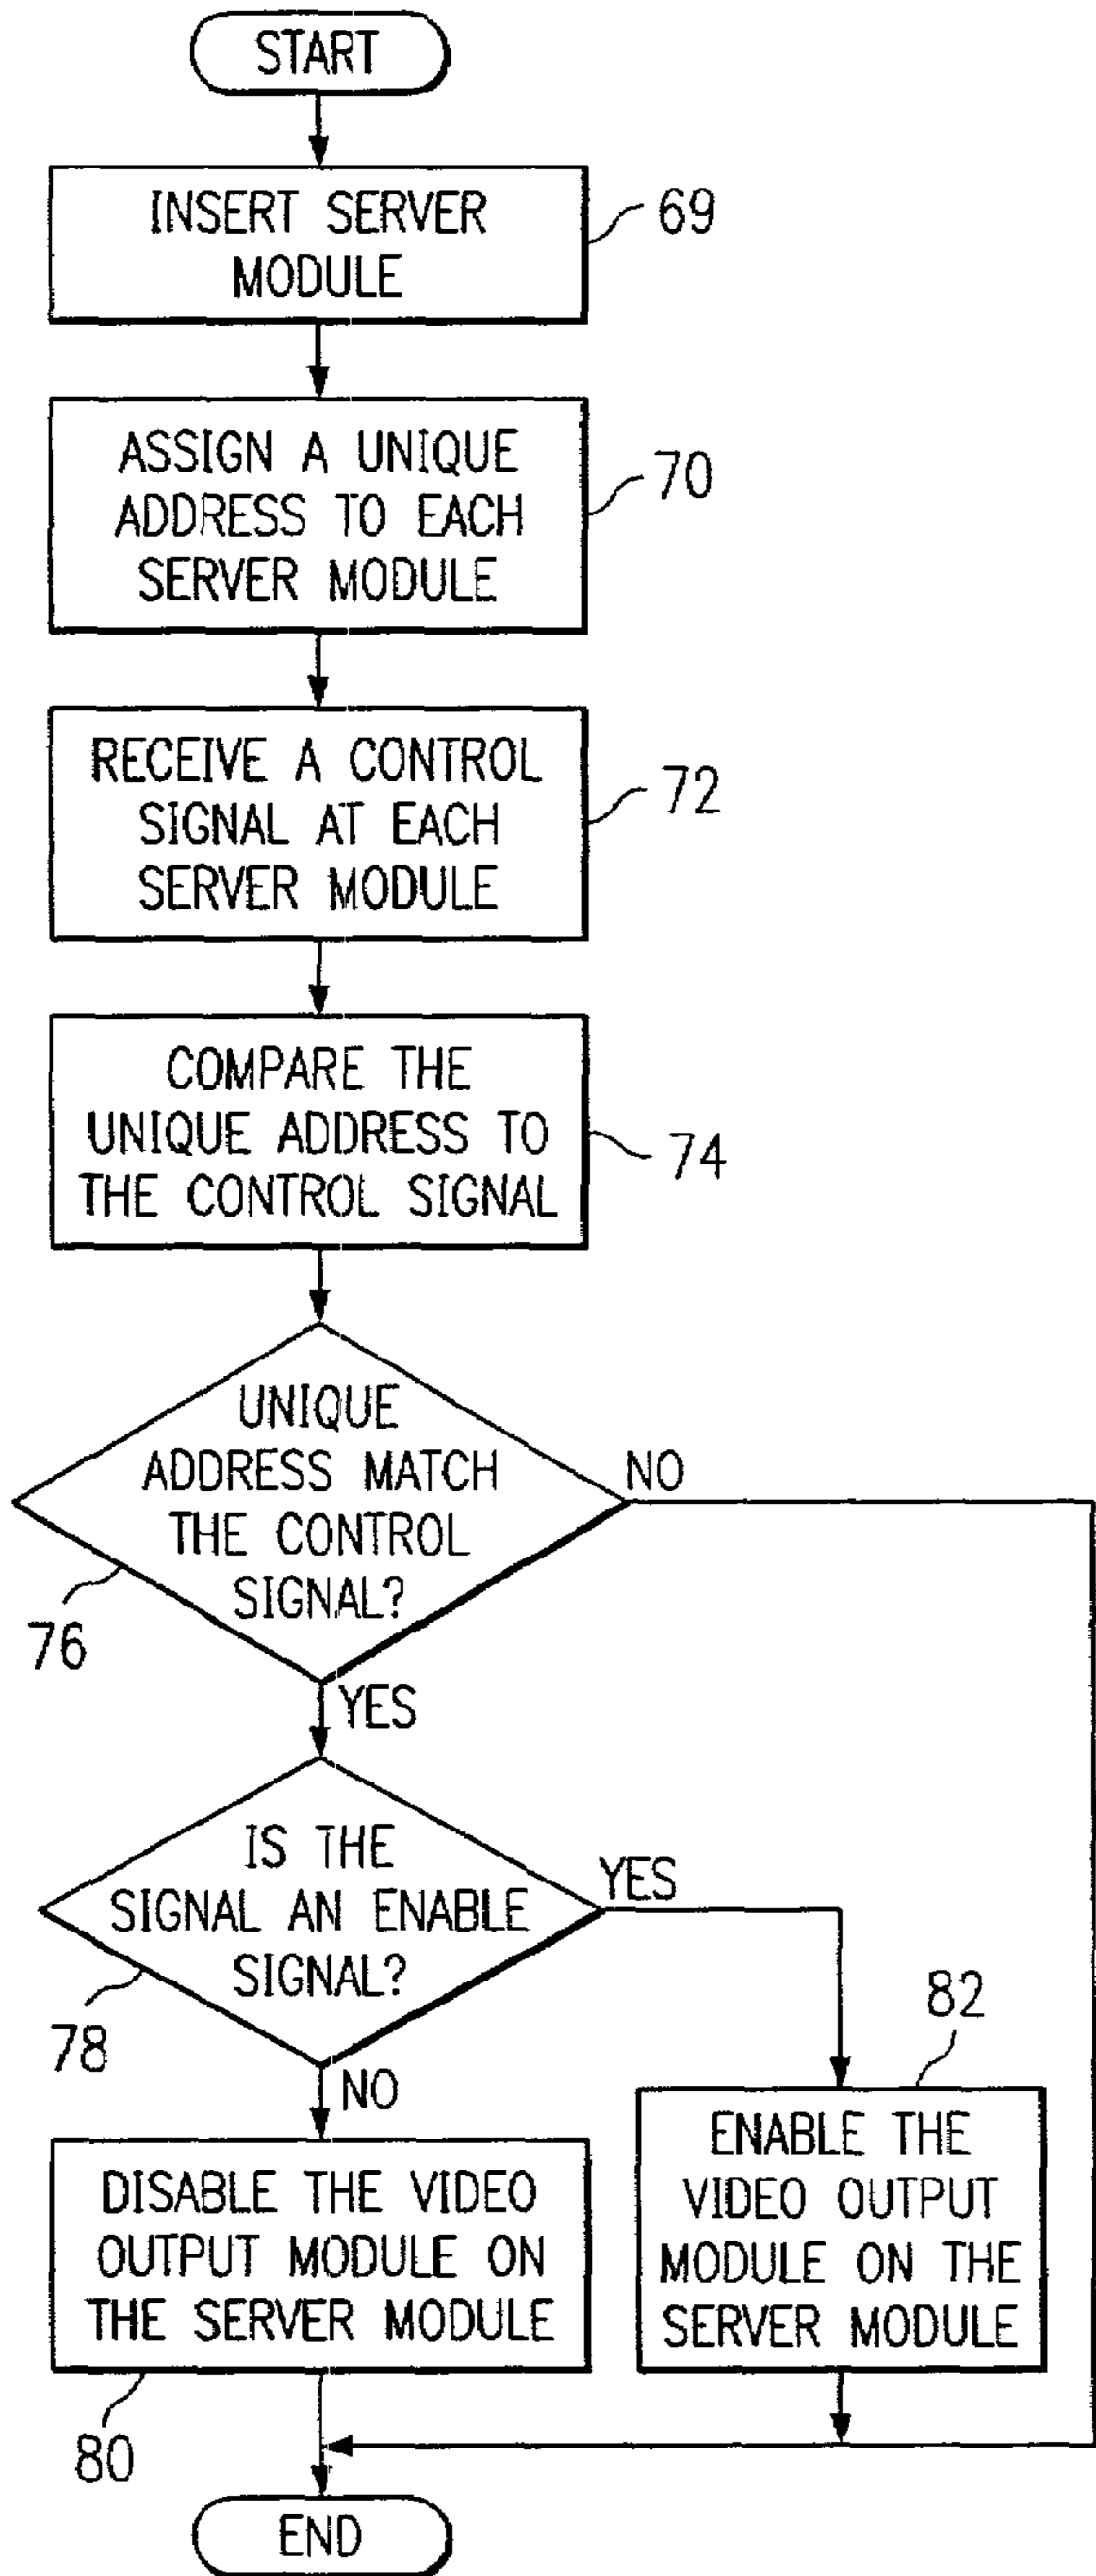 START
INSERT SERVER
MODULE
69
ASSIGN A UNIQUE
ADDRESS TO EACH
SERVER MODULE
70
RECEIVE A CONTROL
SIGNAL AT EACH
SERVER MODULE
72
COMPARE THE
UNIQUE ADDRESS TO
THE CONTROL SIGNAL
74
UNIQUE
ADDRESS MATCH
THE CONTROL
SIGNAL?
NO
76
YES
IS THE
SIGNAL AN ENABLE
SIGNAL?
YES
78
NO
82
DISABLE THE VIDEO
OUTPUT MODULE ON
THE SERVER MODULE
80
ENABLE THE
VIDEO OUTPUT
MODULE ON THE
SERVER MODULE
END